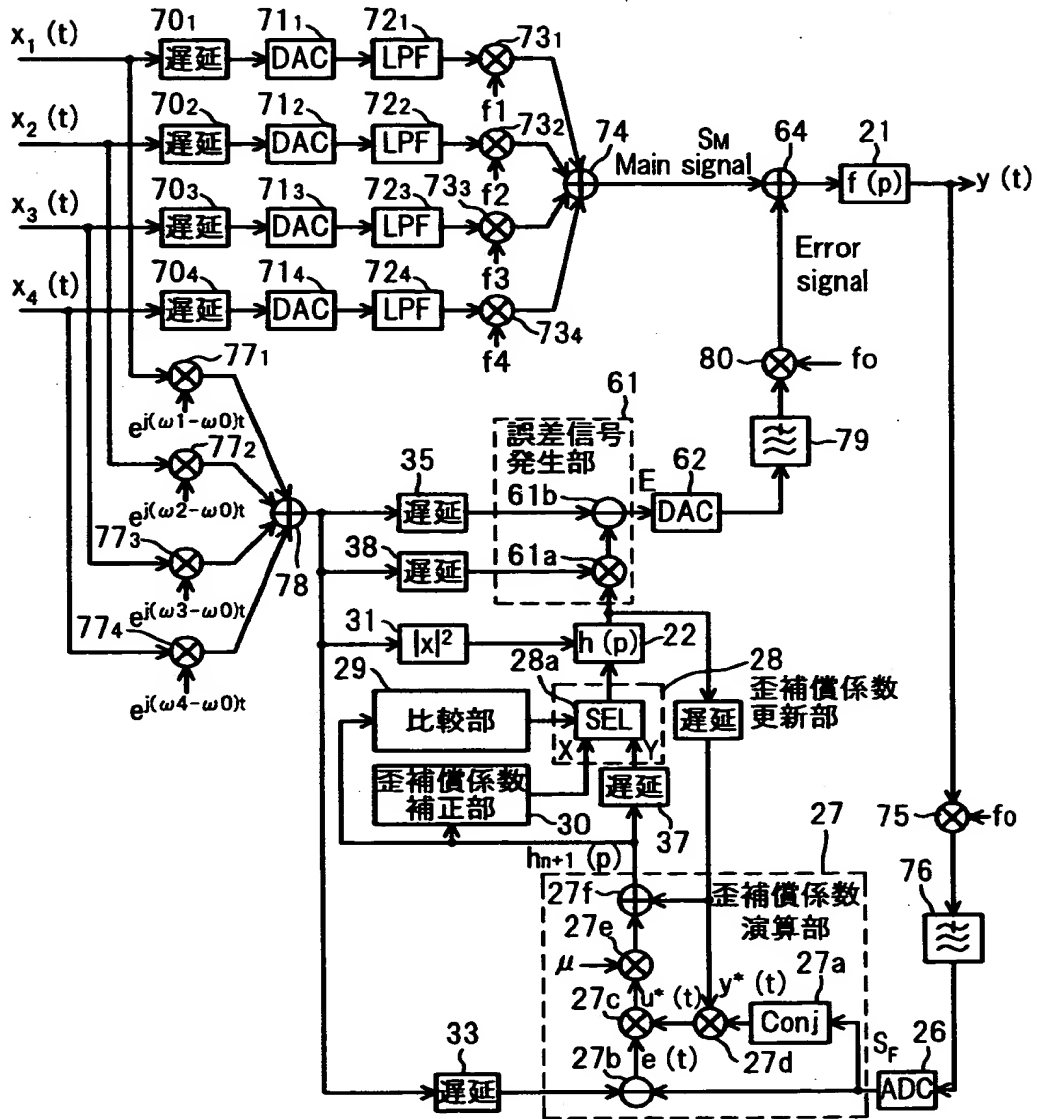 x1 (t)
701
遅延
711
DAC
721
LPF
731
f1
x2 (t)
702
遅延
712
DAC
722
LPF
732
f2
x3 (t)
703
遅延
713
DAC
723
LPF
733
f3
x4 (t)
704
遅延
714
DAC
724
LPF
734
f4
74
SM
Main signal
64
21
f (p)
y (t)
Error
signal
80
fo
79
771
ej(ω1-ω0)t
772
ej(ω2-ω0)t
773
ej(ω3-ω0)t
774
ej(ω4-ω0)t
78
61
誤差信号
発生部
35
遅延
61b
E
62
DAC
38
遅延
61a
31
|x|2
h (p)
22
29
比較部
28a
SEL
X
Y
28
歪補償係数
更新部
遅延
歪補償係数
補正部
30
遅延
37
hn+1 (p)
27
75
fo
76
27f
歪補償係数
演算部
27e
μ
27c
u* (t)
y* (t)
27a
Conj
27d
27b
e (t)
33
遅延
SF
26
ADC